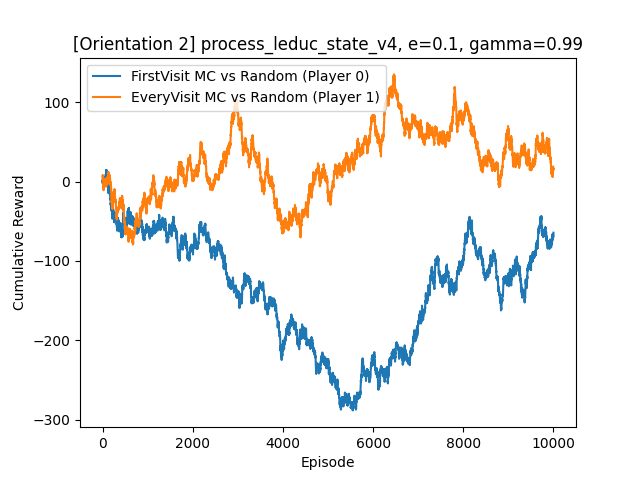 [Orientation 2] process_leduc_state_v4, e=0.1, gamma=0.99
FirstVisit MC vs Random (Player 0)
EveryVisit MC vs Random (Player 1)
100
0
−100
−200
−300
Cumulative Reward
0 2000 4000 6000 8000 10000
Episode